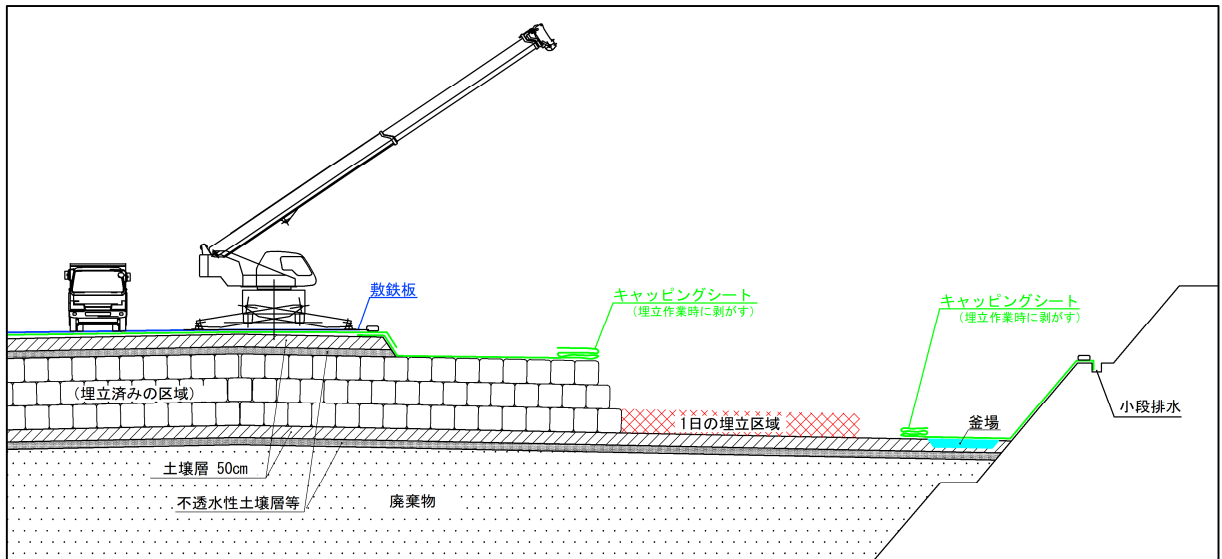 敷鉄板
キャッピングシート
(埋立作業時に剥がす)
キャッピングシート
(埋立作業時に剥がす)
(埋立済みの区域)
1日の埋立区域
釜場
小段排水
土壌層 50cm
不透水性土壌層等
廃棄物